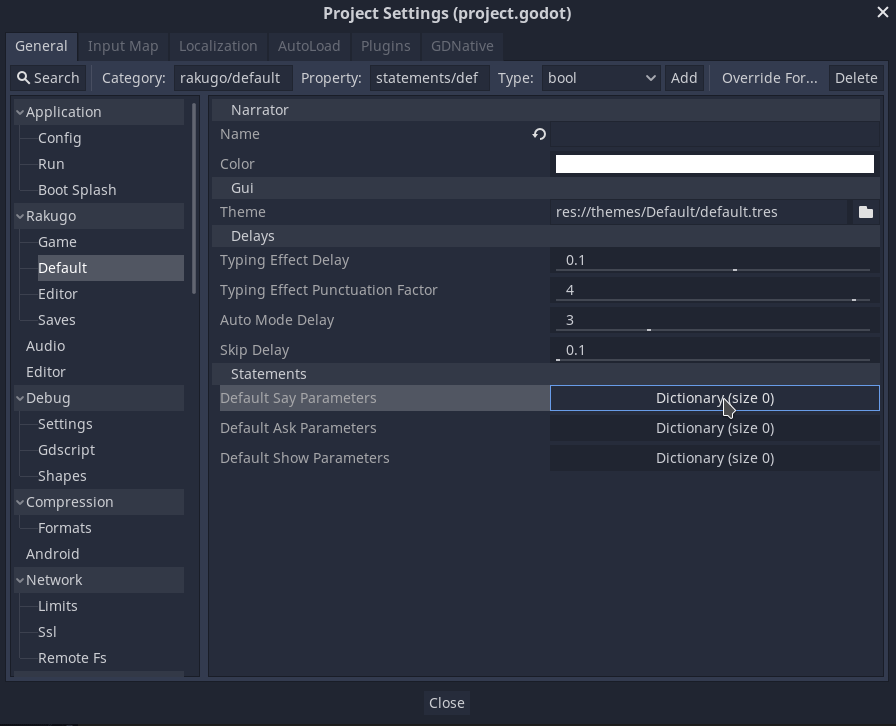 Project Settings (project.godot)
General Input Map Localization AutoLoad Plugins GDNative
Search Category: rakugo/default Property: statements/def Type: bool Add Override For... Delete
Application
Config
Run
Boot Splash
Rakugo
Game
Default
Editor
Saves
Audio
Editor
Debug
Settings
Gdscript
Shapes
Compression
Formats
Android
Network
Limits
Ssl
Remote Fs
Narrator
Name
Color
Gui
Theme res://themes/Default/default.tres
Delays
Typing Effect Delay 0.1
Typing Effect Punctuation Factor 4
Auto Mode Delay 3
Skip Delay 0.1
Statements
Default Say Parameters Dictionary (size 0)
Default Ask Parameters Dictionary (size 0)
Default Show Parameters Dictionary (size 0)
Close